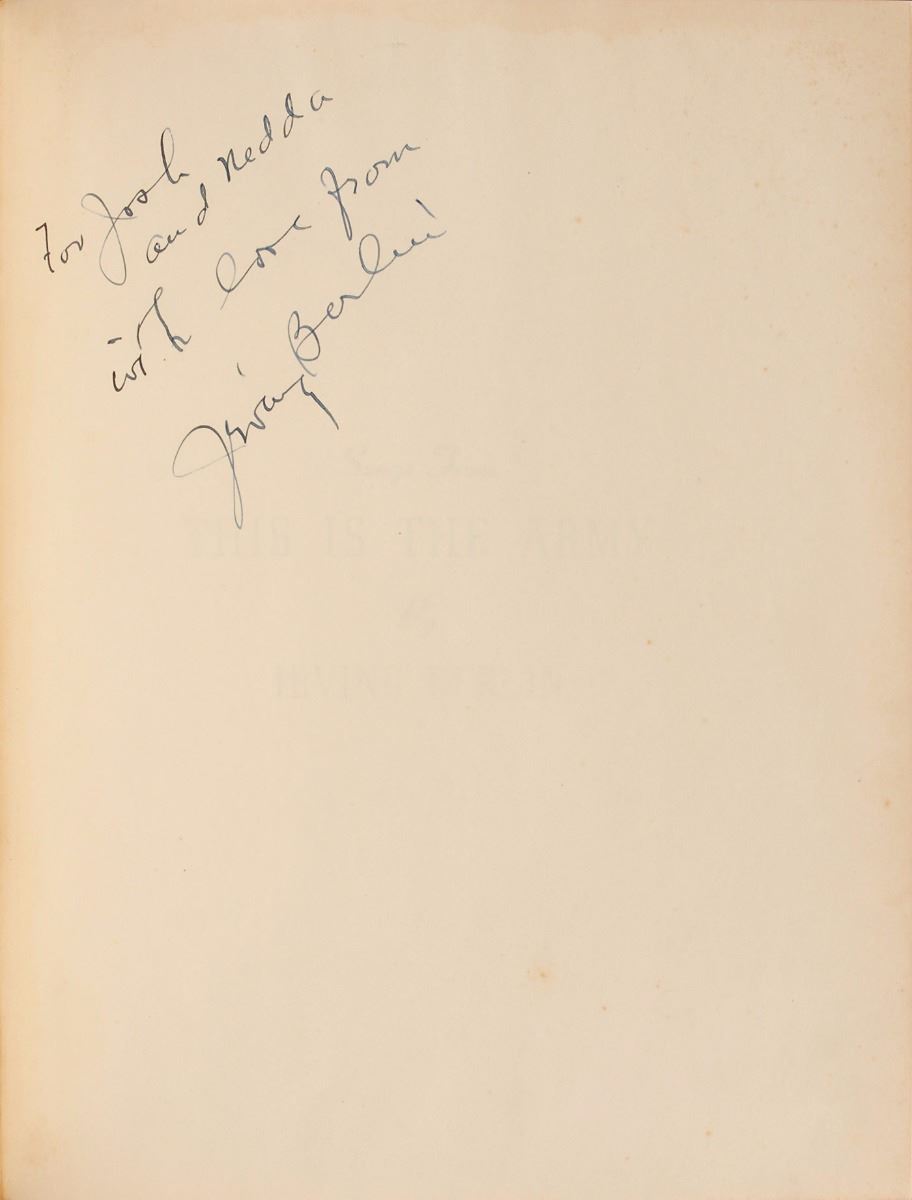 For Josh
and Nedda
with love from
Irving Berlin
Songs From
THIS IS THE ARMY
By
IRVING BERLIN